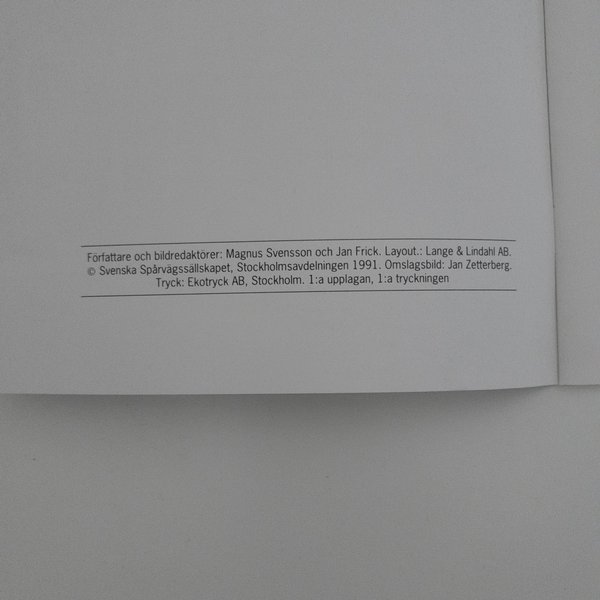 Författare och bildredaktörer: Magnus Svensson och Jan Frick. Layout.: Lange & Lindahl AB.
© Svenska Spårvägssällskapet, Stockholmsavdelningen 1991. Omslagsbild: Jan Zetterberg.
Tryck: Ekotryck AB, Stockholm. 1:a upplagan, 1:a tryckningen